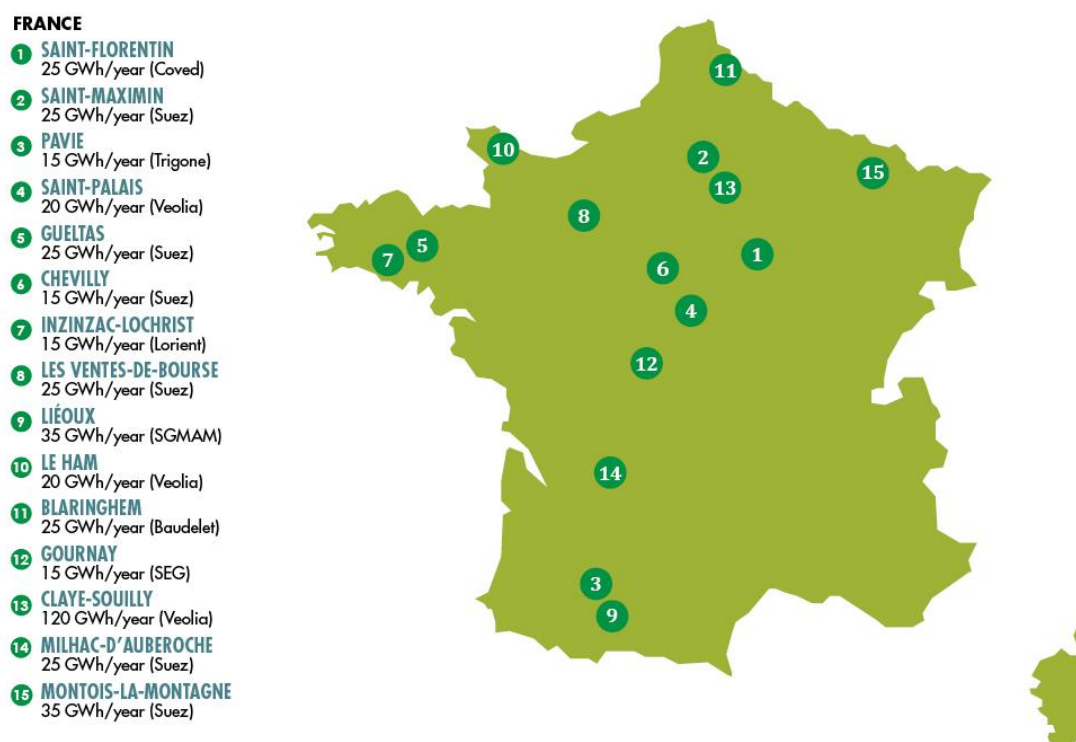 FRANCE
1 SAINT-FLORENTIN
25 GWh/year (Coved)
2 SAINT-MAXIMIN
25 GWh/year (Suez)
3 PAVIE
15 GWh/year (Trigone)
4 SAINT-PALAIS
20 GWh/year (Veolia)
5 GUELTAS
25 GWh/year (Suez)
6 CHEVILLY
15 GWh/year (Suez)
7 INZINZAC-LOCHRIST
15 GWh/year (Lorient)
8 LES VENTES-DE-BOURSE
25 GWh/year (Suez)
9 LIÉOUX
35 GWh/year (SGMAM)
10 LE HAM
20 GWh/year (Veolia)
11 BLARINGHEM
25 GWh/year (Baudelet)
12 GOURNAY
15 GWh/year (SEG)
13 CLAYE-SOUILLY
120 GWh/year (Veolia)
14 MILHAC-D’AUBEROCHE
25 GWh/year (Suez)
15 MONTOIS-LA-MONTAGNE
35 GWh/year (Suez)
11
10
2
15
13
8
5
1
7
6
4
12
14
3
9